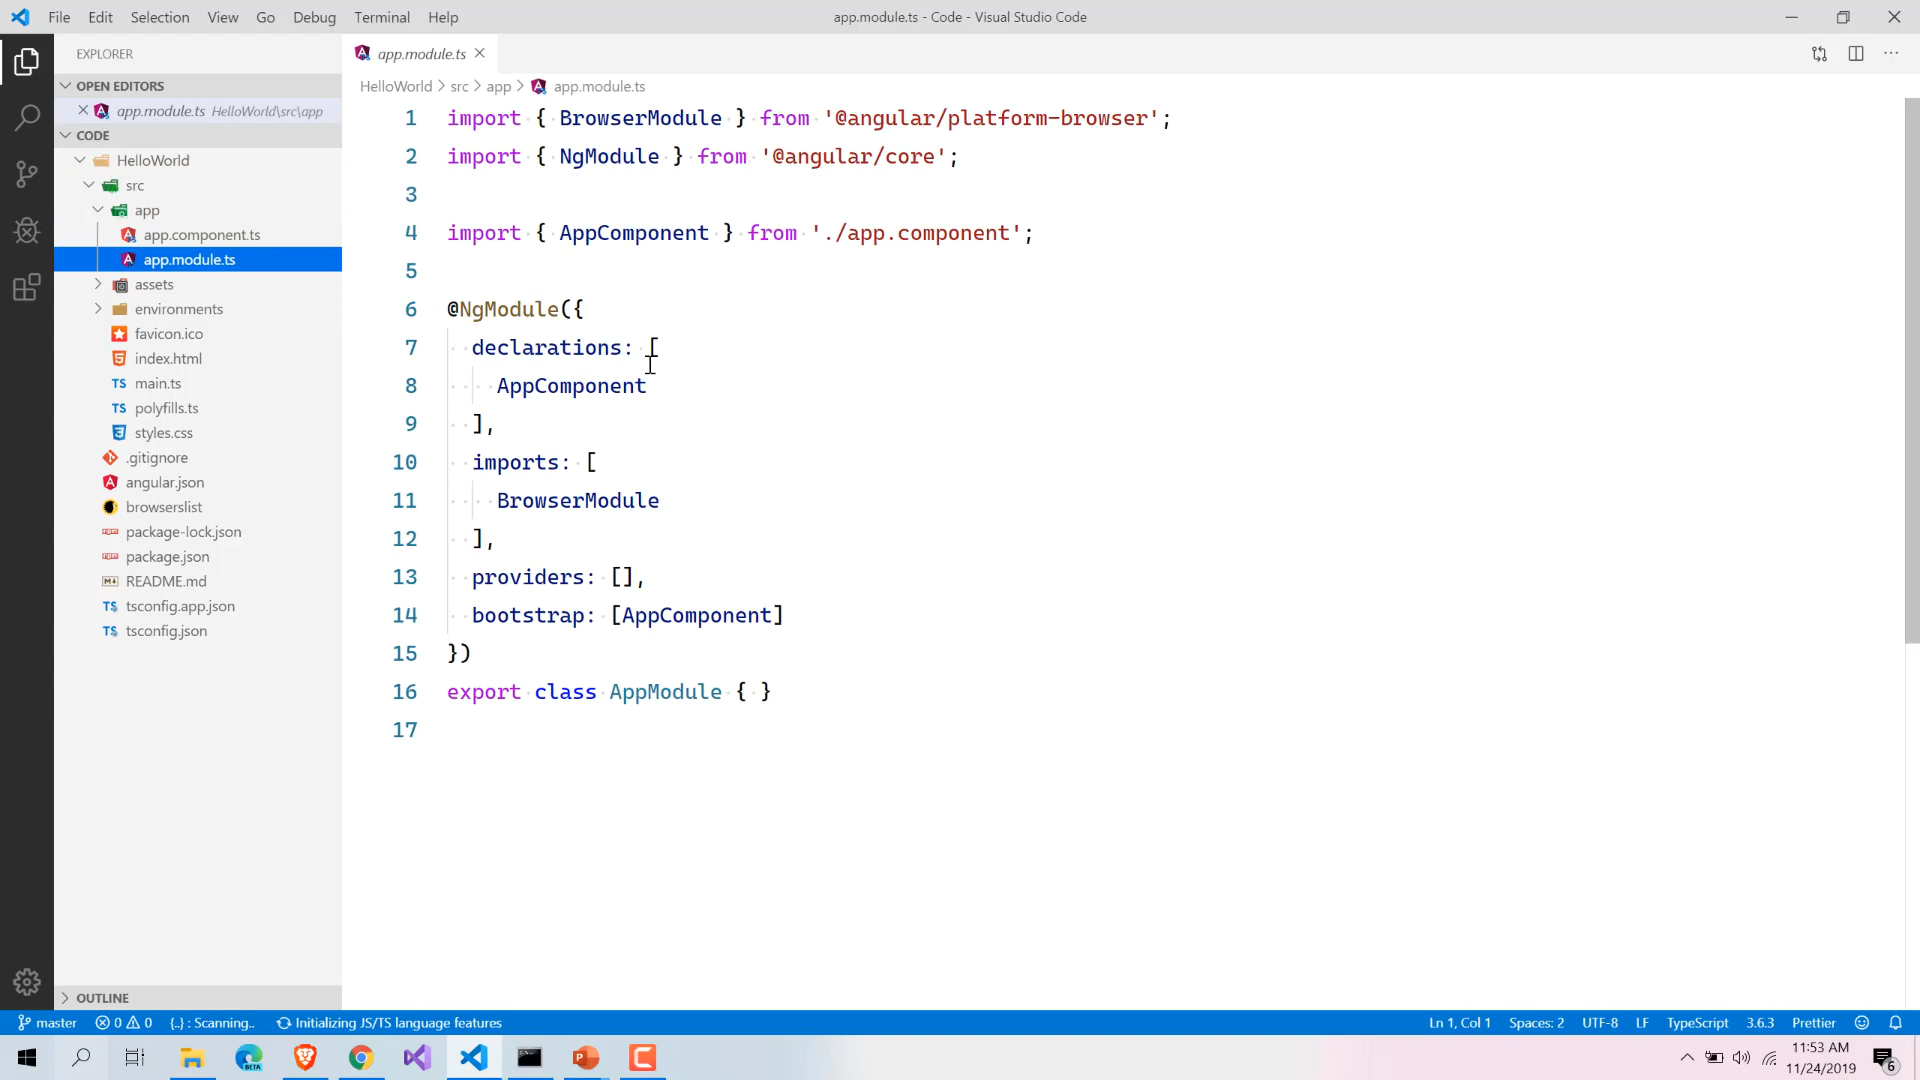 File Edit Selection View Go Debug Terminal Help
app.module.ts - Code - Visual Studio Code
EXPLORER
OPEN EDITORS
app.module.ts HelloWorld\src\app
CODE
HelloWorld
src
app
app.component.ts
app.module.ts
assets
environments
favicon.ico
index.html
TS main.ts
TS polyfills.ts
styles.css
.gitignore
angular.json
browserslist
package-lock.json
package.json
README.md
TS tsconfig.app.json
TS tsconfig.json
OUTLINE
app.module.ts
HelloWorld > src > app > app.module.ts
1 import { BrowserModule } from '@angular/platform-browser';
2 import { NgModule } from '@angular/core';
3
4 import { AppComponent } from './app.component';
5
6 @NgModule({
7 declarations: [
8 AppComponent
9 ],
10 imports: [
11 BrowserModule
12 ],
13 providers: [],
14 bootstrap: [AppComponent]
15 })
16 export class AppModule { }
17
master 0 0 {..} : Scanning.. Initializing JS/TS language features
Ln 1, Col 1 Spaces: 2 UTF-8 LF TypeScript 3.6.3 Prettier
BETA
11:53 AM
11/24/2019
6